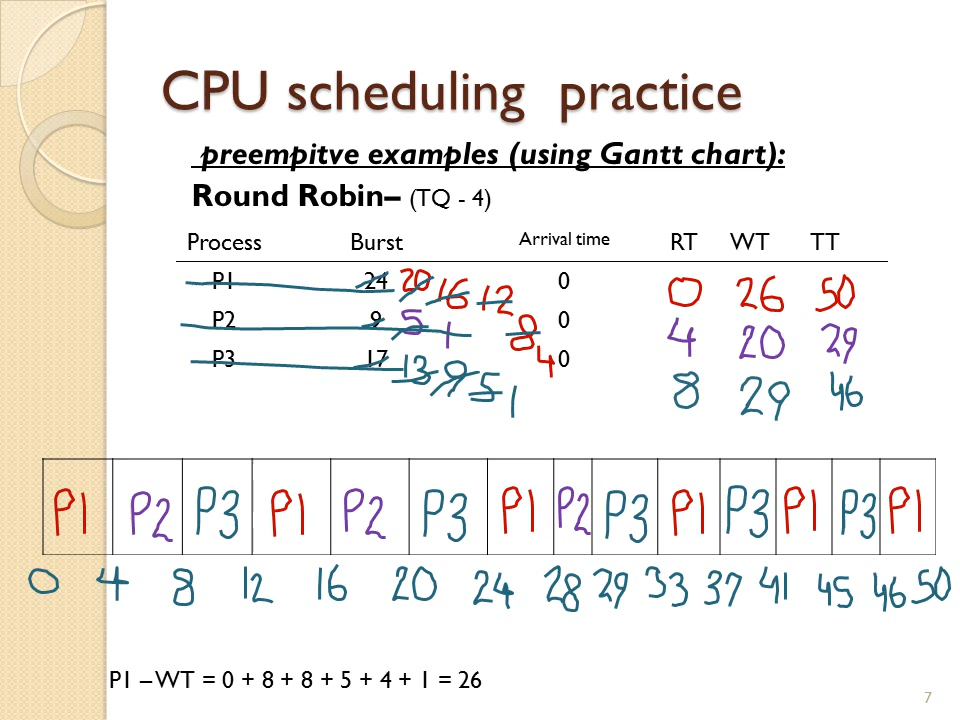 CPU scheduling practice
preempitve examples (using Gantt chart):
Round Robin– (TQ - 4)
Process Burst Arrival time RT WT TT
P1 24 20 16 12 8 4 0 0 26 50
P2 9 5 1 0 4 20 29
P3 17 13 9 5 1 0 8 29 46
P1 P2 P3 P1 P2 P3 P1 P2 P3 P1 P3 P1 P3 P1
0 4 8 12 16 20 24 28 29 33 37 41 45 46 50
P1 – WT = 0 + 8 + 8 + 5 + 4 + 1 = 26
7